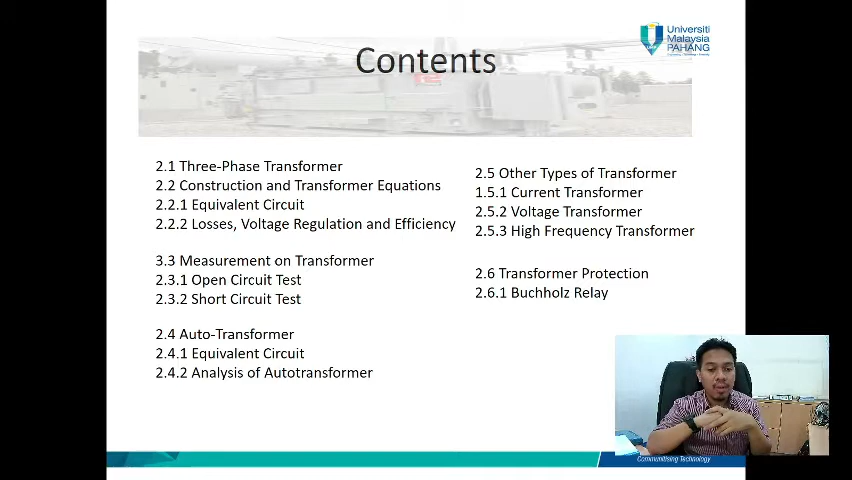 Contents
Universiti
Malaysia
PAHANG
2.1 Three-Phase Transformer
2.2 Construction and Transformer Equations
2.2.1 Equivalent Circuit
2.2.2 Losses, Voltage Regulation and Efficiency
3.3 Measurement on Transformer
2.3.1 Open Circuit Test
2.3.2 Short Circuit Test
2.4 Auto-Transformer
2.4.1 Equivalent Circuit
2.4.2 Analysis of Autotransformer
2.5 Other Types of Transformer
1.5.1 Current Transformer
2.5.2 Voltage Transformer
2.5.3 High Frequency Transformer
2.6 Transformer Protection
2.6.1 Buchholz Relay
Communitising Technology